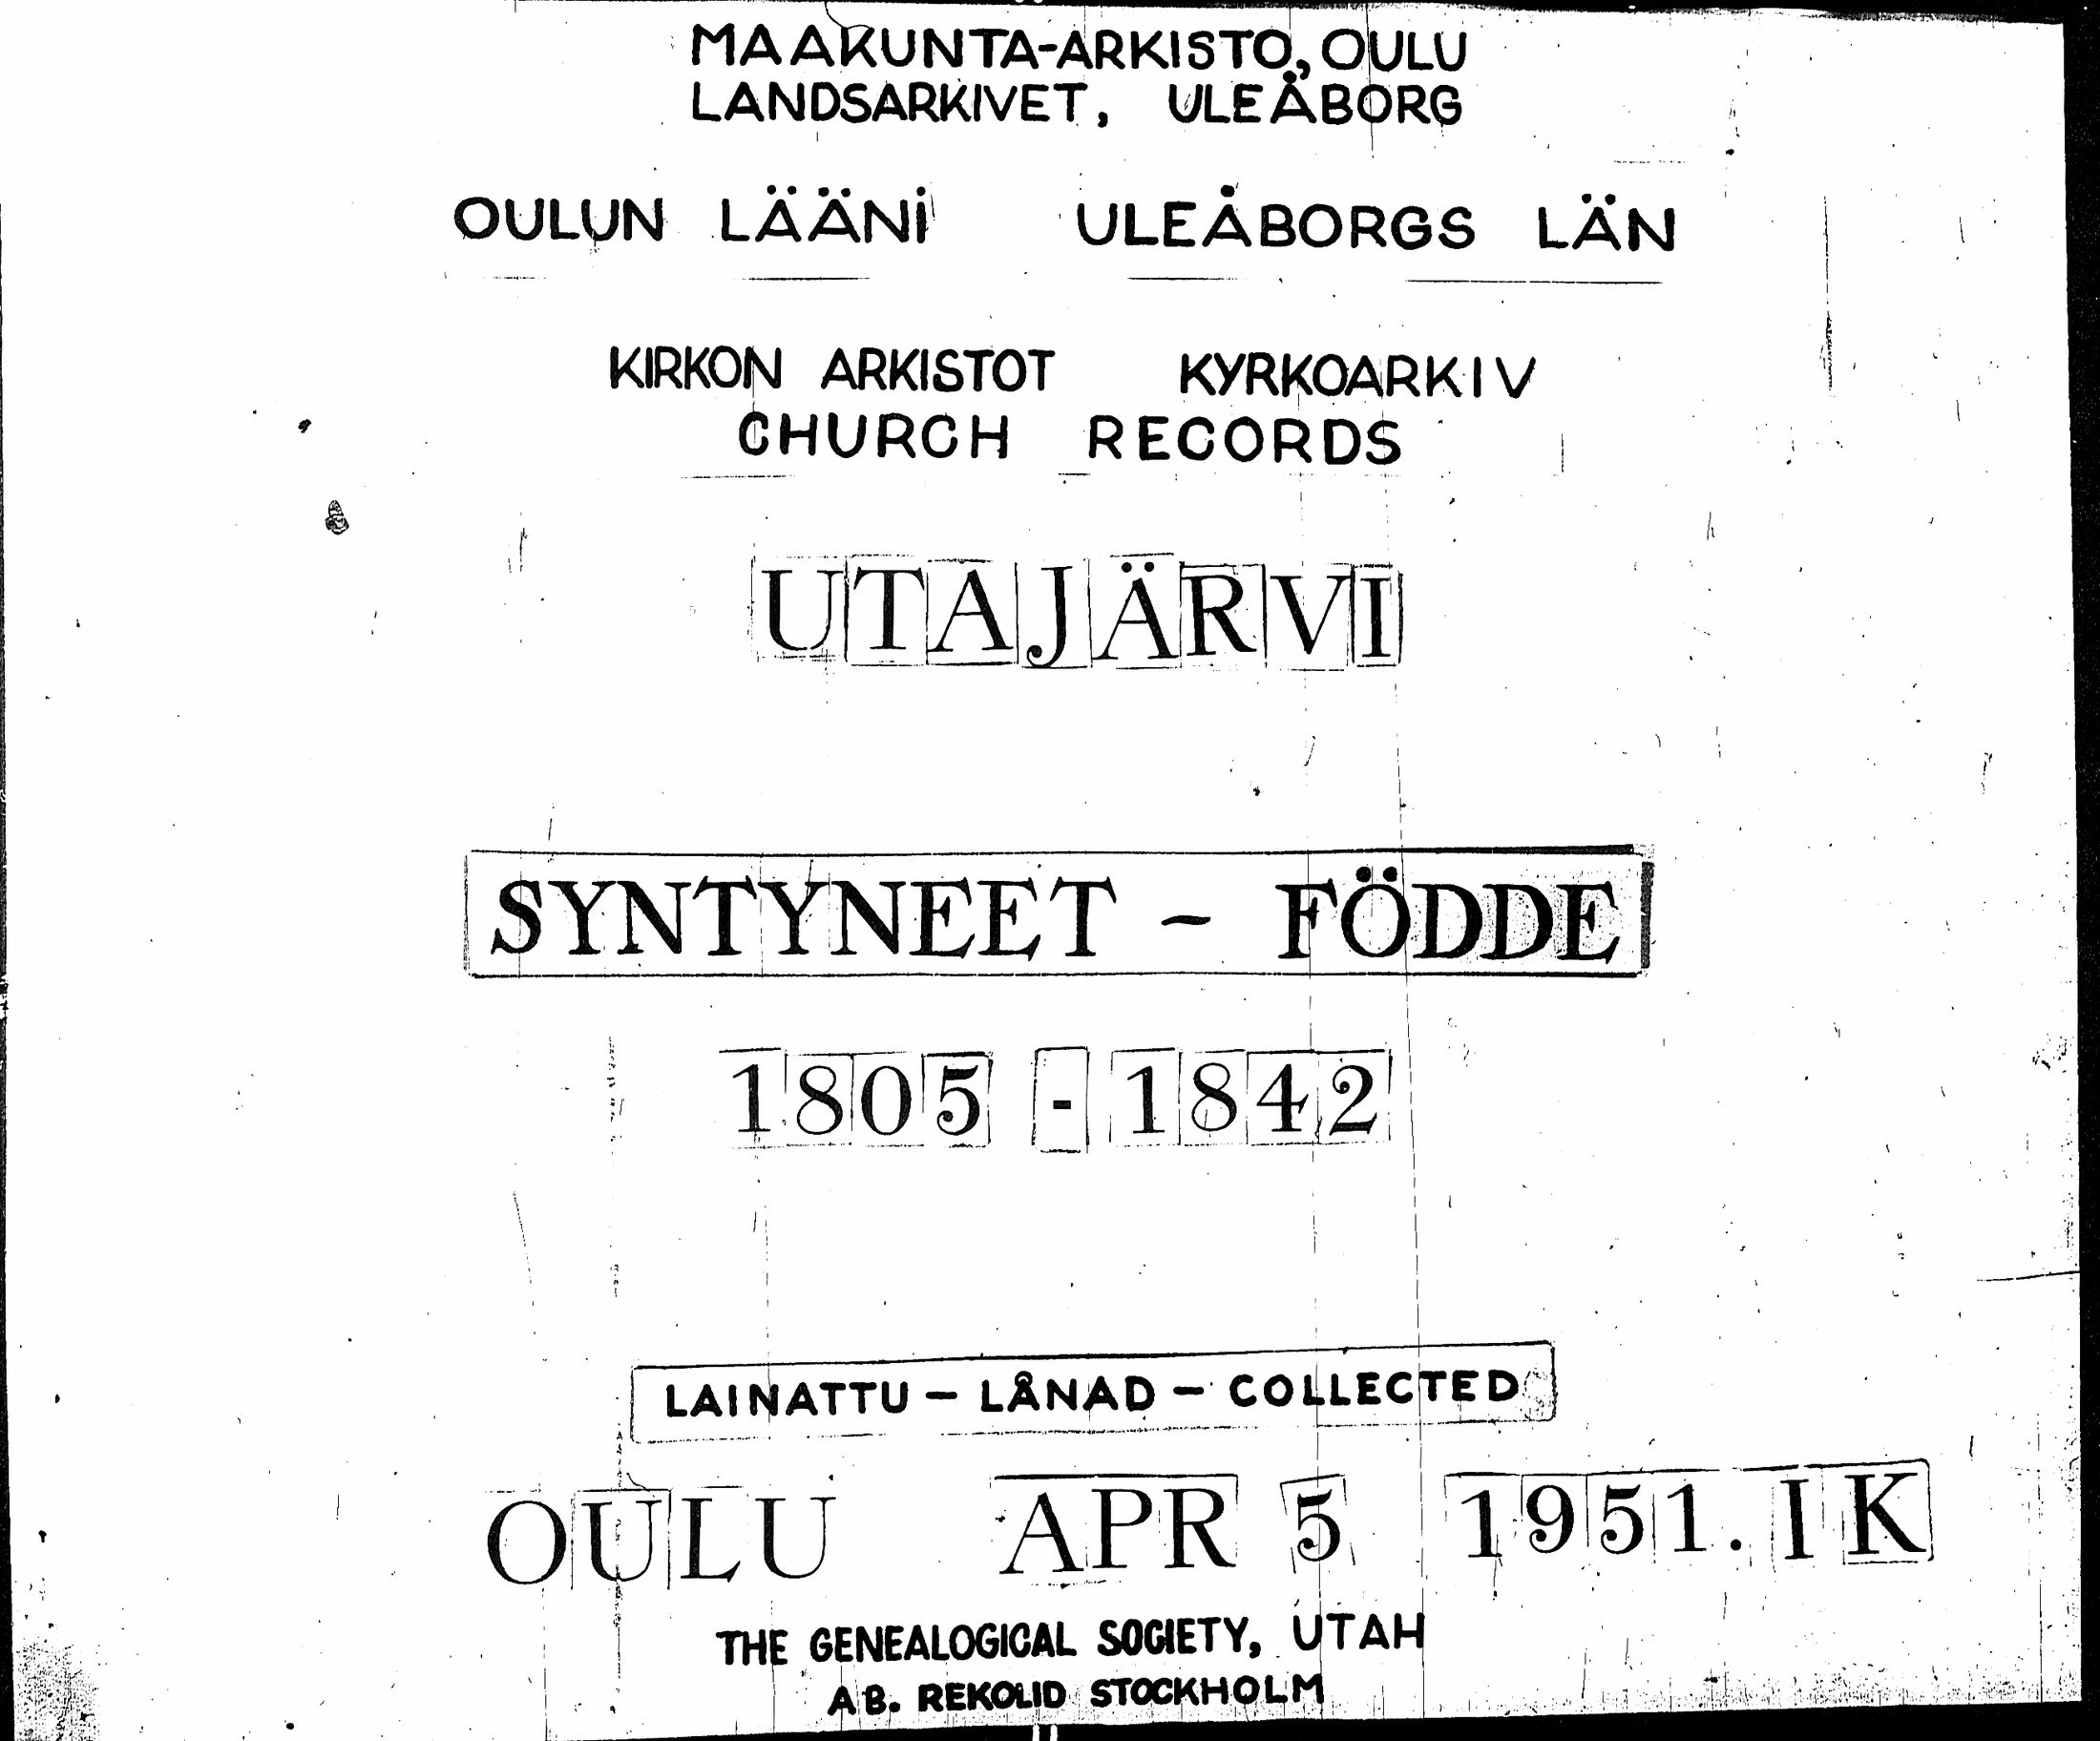 MAAKUNTA-ARKISTO, OULU
LANDSARKIVET, ULEÅBORG
OULUN LÄÄNI ULEÅBORGS LÄN
KIRKON ARKISTOT KYRKOARKIV
CHURCH RECORDS
UTAJÄRVI
SYNTYNEET - FÖDDE
1805 - 1842
LAINATTU - LÅNAD - COLLECTED
OULU APR 5 1951. I K
THE GENEALOGICAL SOCIETY, UTAH
AB. REKOLID STOCKHOLM